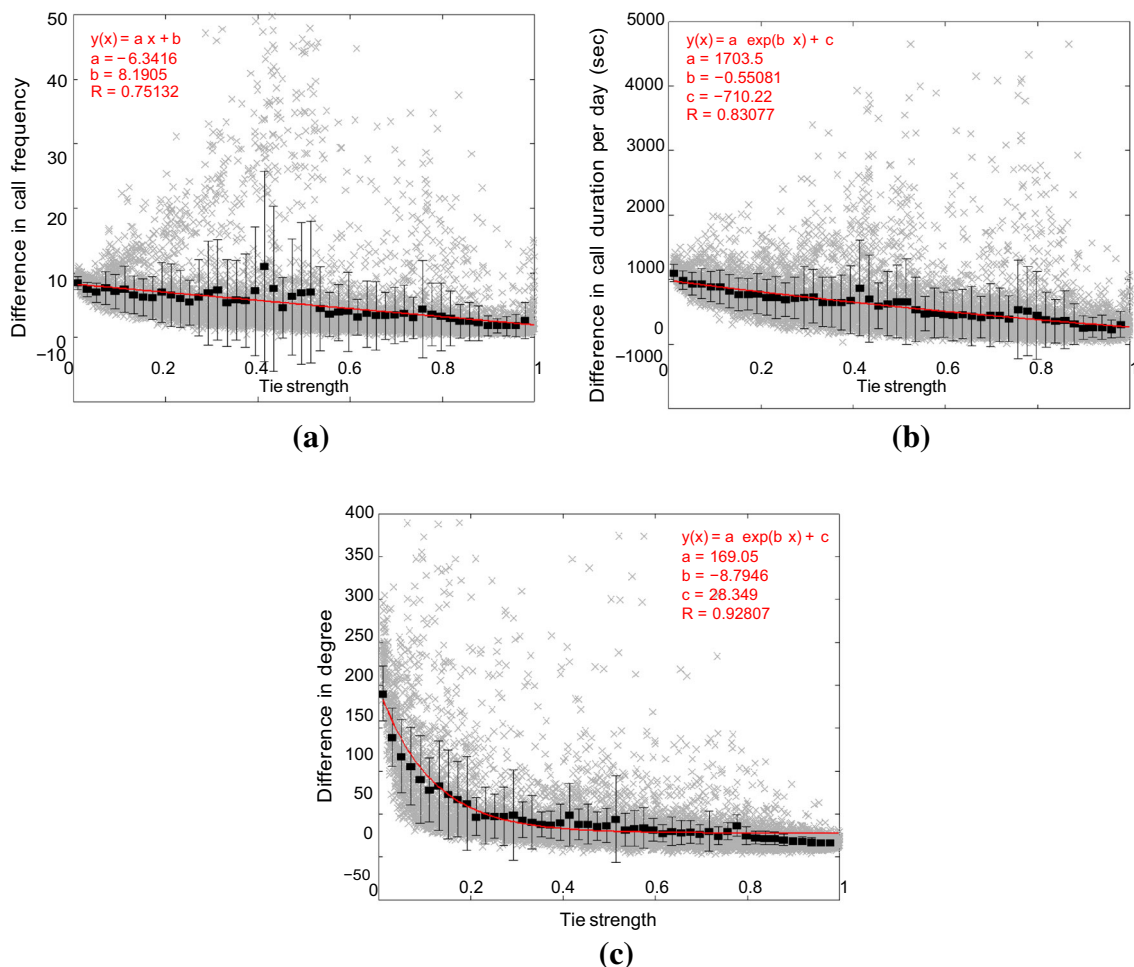 50
40
30
20
10
0
−10
Difference in call frequency
y(x) = a x + b
a = −6.3416
b = 8.1905
R = 0.75132
0
0.2
0.4
0.6
0.8
1
Tie strength
(a)
5000
4000
3000
2000
1000
0
−1000
Difference in call duration per day (sec)
y(x) = a exp(b x) + c
a = 1703.5
b = −0.55081
c = −710.22
R = 0.83077
0
0.2
0.4
0.6
0.8
1
Tie strength
(b)
400
350
300
250
200
150
100
50
0
−50
Difference in degree
y(x) = a exp(b x) + c
a = 169.05
b = −8.7946
c = 28.349
R = 0.92807
0
0.2
0.4
0.6
0.8
1
Tie strength
(c)